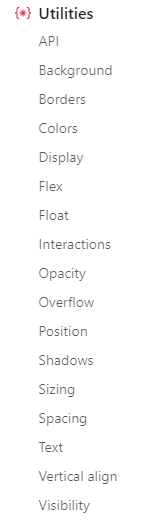 Utilities
API
Background
Borders
Colors
Display
Flex
Float
Interactions
Opacity
Overflow
Position
Shadows
Sizing
Spacing
Text
Vertical align
Visibility